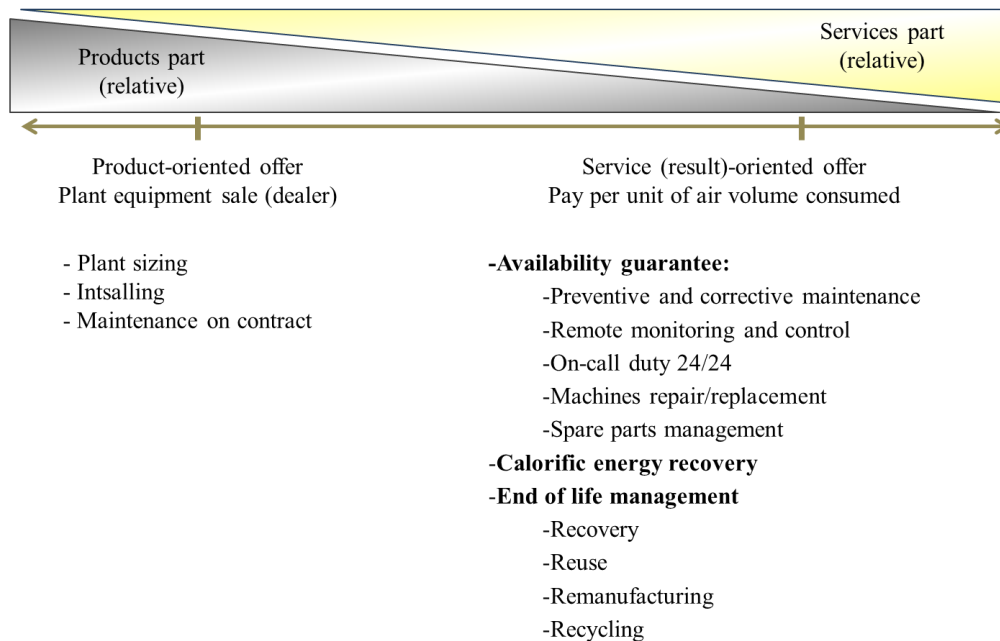 Products part
(relative)
Services part
(relative)
Product-oriented offer
Plant equipment sale (dealer)
- Plant sizing
- Intsalling
- Maintenance on contract
Service (result)-oriented offer
Pay per unit of air volume consumed
-Availability guarantee:
-Preventive and corrective maintenance
-Remote monitoring and control
-On-call duty 24/24
-Machines repair/replacement
-Spare parts management
-Calorific energy recovery
-End of life management
-Recovery
-Reuse
-Remanufacturing
-Recycling